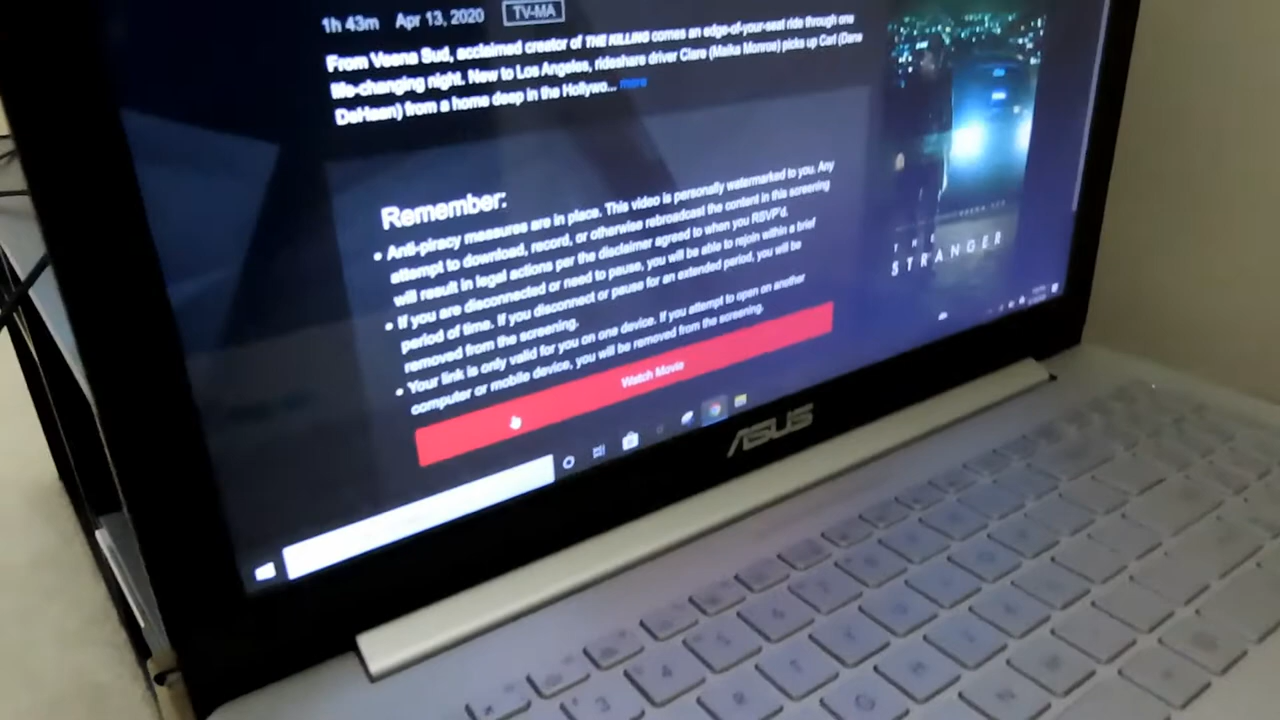 1h 43m Apr 13, 2020 TV-MA
From Veena Sud, acclaimed creator of THE KILLING comes an edge-of-your-seat ride through one
life-changing night. New to Los Angeles, rideshare driver Clare (Maika Monroe) picks up Carl (Dane
DeHaan) from a home deep in the Hollywo... more
Remember:
• Anti-piracy measures are in place. This video is personally watermarked to you. Any
attempt to download, record, or otherwise rebroadcast the content in this screening
will result in legal actions per the disclaimer agreed to when you RSVP'd.
• If you are disconnected or need to pause, you will be able to rejoin within a brief
period of time. If you disconnect or pause for an extended period, you will be
removed from the screening.
• Your link is only valid for you on one device. If you attempt to open on another
computer or mobile device, you will be removed from the screening.
Watch Movie
THE
STRANGER
ASUS